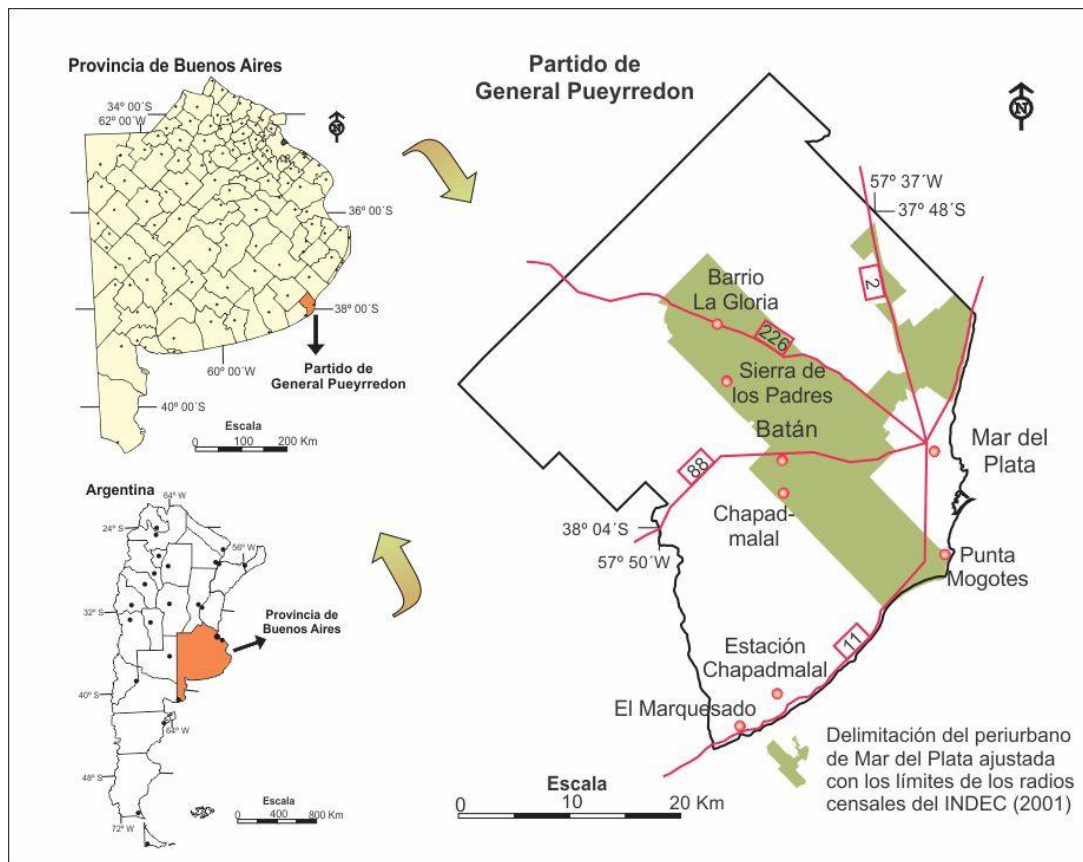 Provincia de Buenos Aires
34º 00´S
62º 00´W
N
36º 00´S
38º 00´S
60º 00´W
Partido de
General Pueyrredon
40º 00´S
Escala
0 100 200 Km
Argentina
64º W
24º S
56º W
32º S
Provincia de
Buenos Aires
40º S
64º W
48º S
72º W
Escala
0 400 800 Km
Partido de
General Pueyrredon
N
57º 37´W
37º 48´S
2
Barrio
La Gloria
226
Sierra de
los Padres
Batán
88
Mar del
Plata
Chapad-
malal
38º 04´S
57º 50´W
Punta
Mogotes
11
Estación
Chapadmalal
El Marquesado
Escala
0 10 20 Km
Delimitación del periurbano
de Mar del Plata ajustada
con los límites de los radios
censales del INDEC (2001)